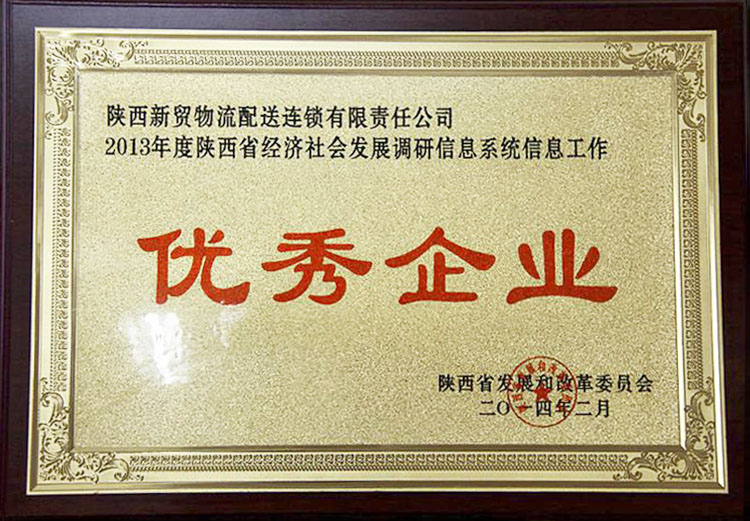 陕西新贸物流配送连锁有限责任公司
2013年度陕西省经济社会发展调研信息系统信息工作
优秀企业
陕西省发展和改革委员会
二〇一四年二月